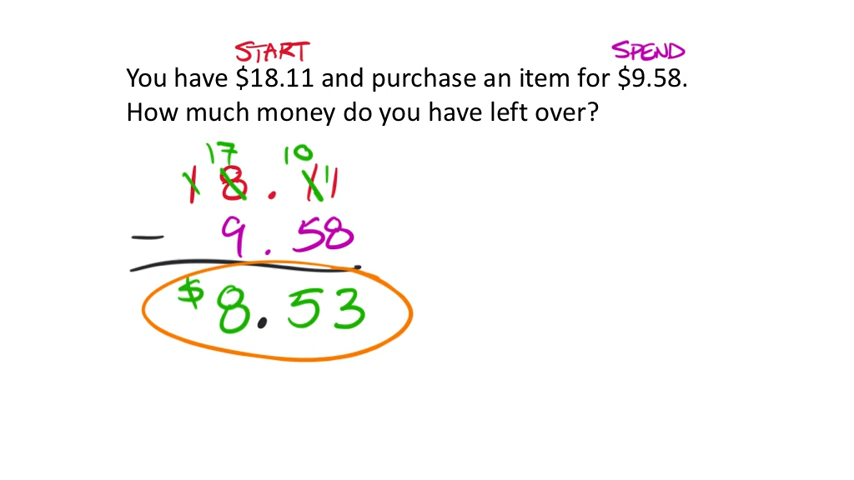 START SPEND
You have $18.11 and purchase an item for $9.58.
How much money do you have left over?
17 10
18.111
- 9.58
$8.53